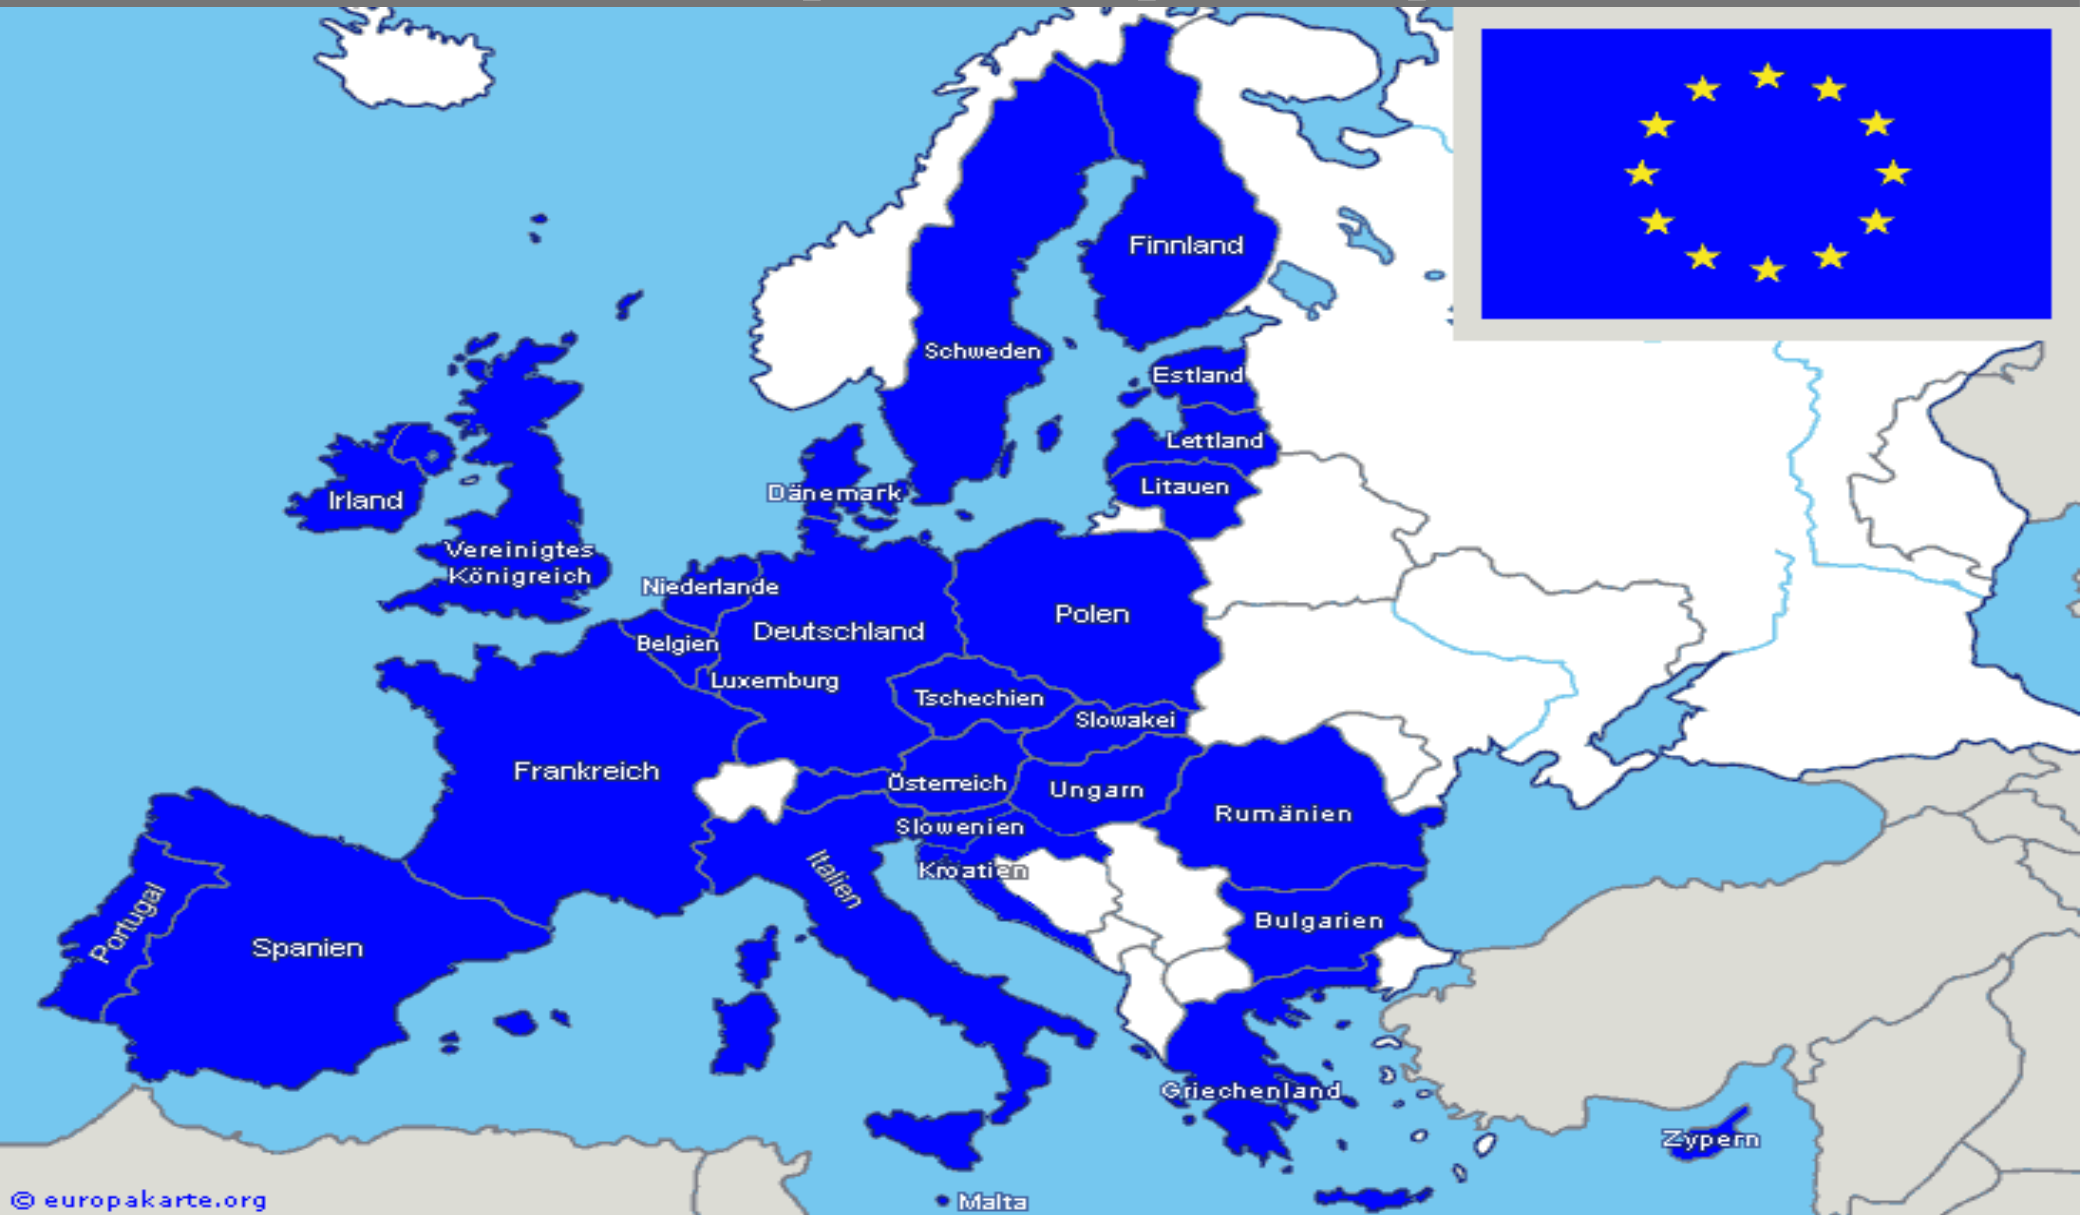 Finnland
Schweden
Estland
Lettland
Litauen
Dänemark
Irland
Vereinigtes
Königreich
Niederlande
Polen
Deutschland
Belgien
Luxemburg
Tschechien
Slowakei
Frankreich
Österreich
Ungarn
Rumänien
Slowenien
Kroatien
Italien
Portugal
Spanien
Bulgarien
Griechenland
Zypern
Malta
© europakarte.org